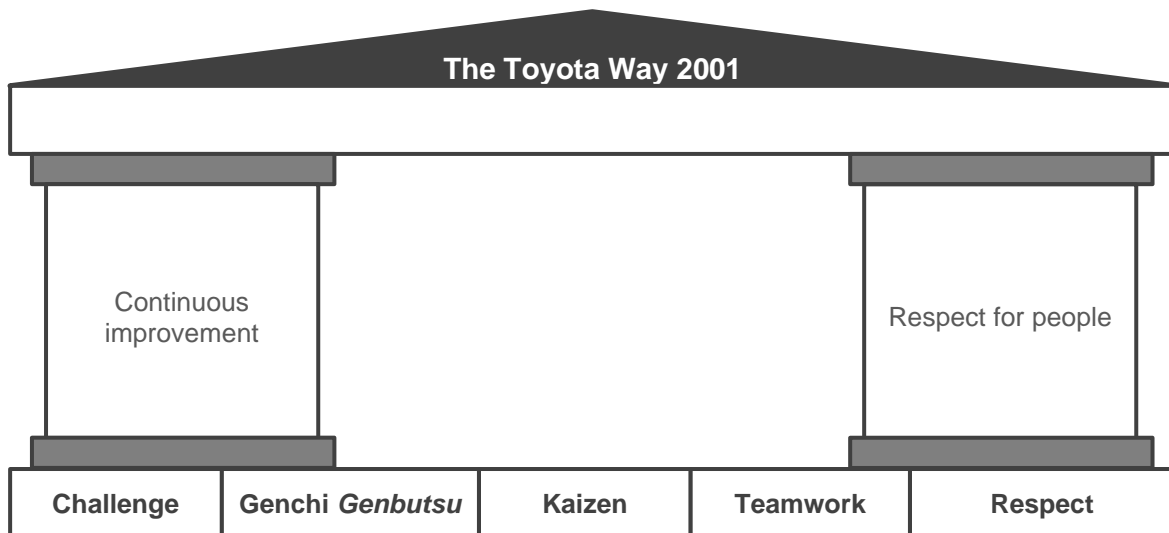 The Toyota Way 2001
Continuous
improvement
Respect for people
Challenge
Genchi Genbutsu
Kaizen
Teamwork
Respect